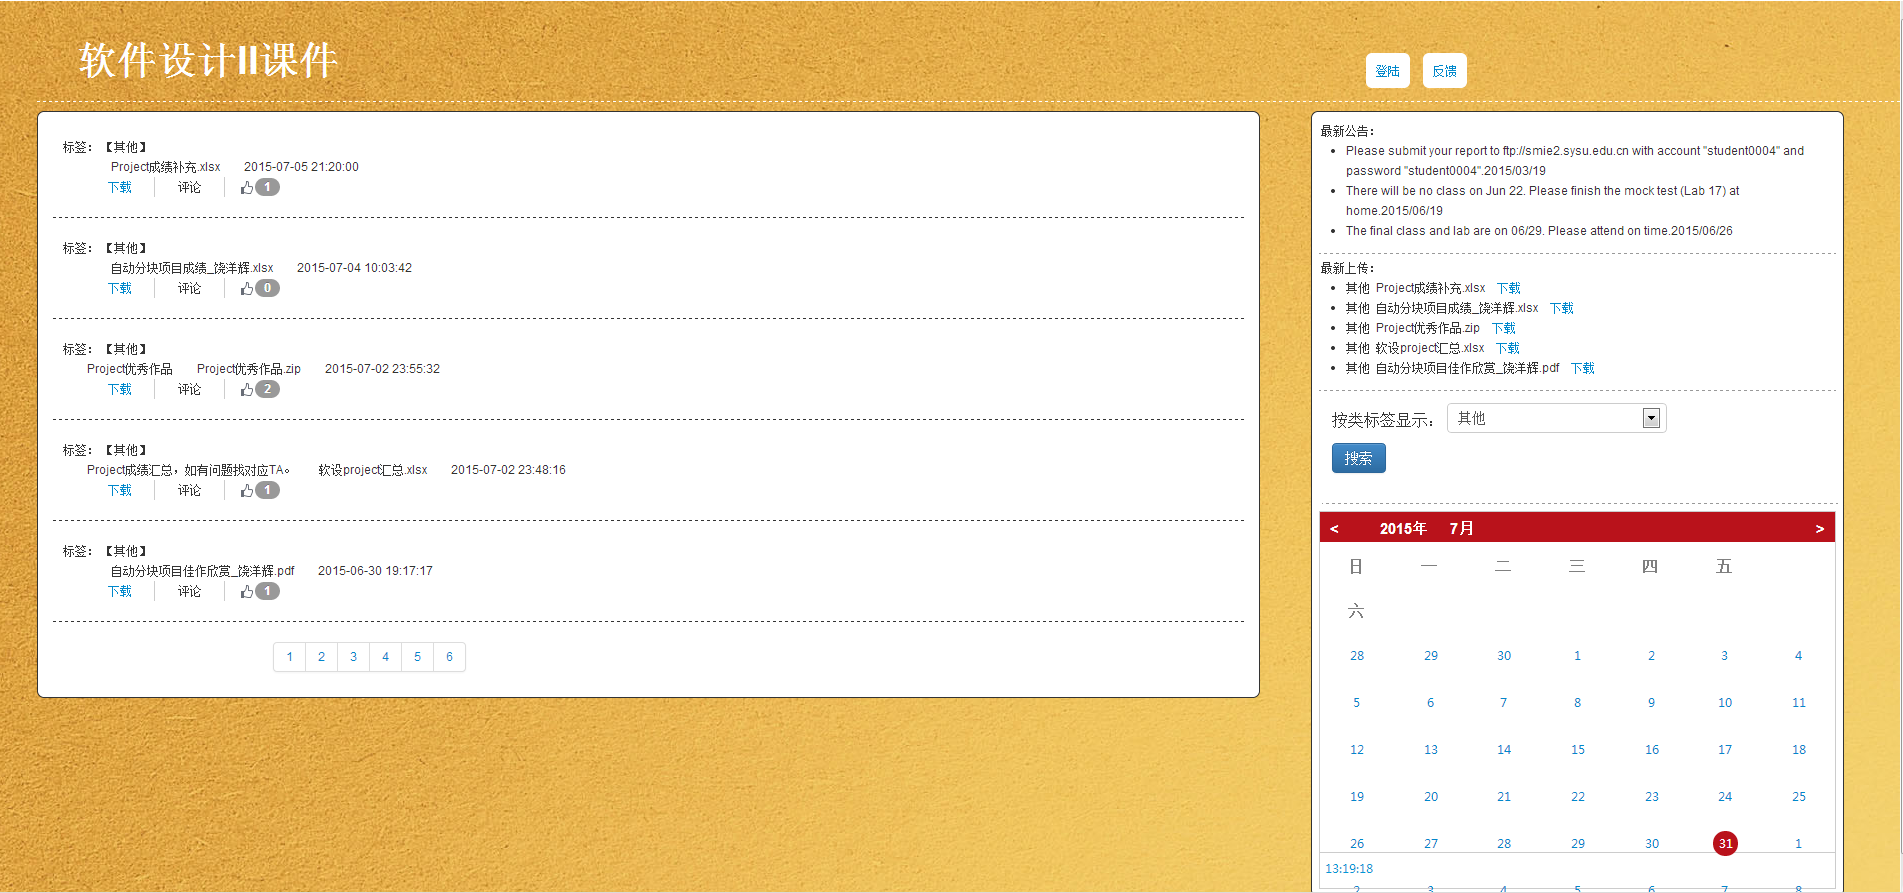 软件设计II课件
登陆 反馈
标签： 【其他】
Project成绩补充.xlsx 2015-07-05 21:20:00
下载 评论 1
标签： 【其他】
自动分块项目成绩_饶洋辉.xlsx 2015-07-04 10:03:42
下载 评论 0
标签： 【其他】
Project优秀作品 Project优秀作品.zip 2015-07-02 23:55:32
下载 评论 2
标签： 【其他】
Project成绩汇总，如有问题找对应TA。 软设project汇总.xlsx 2015-07-02 23:48:16
下载 评论 1
标签： 【其他】
自动分块项目佳作欣赏_饶洋辉.pdf 2015-06-30 19:17:17
下载 评论 1
1 2 3 4 5 6
最新公告：
Please submit your report to ftp://smie2.sysu.edu.cn with account "student0004" and
password "student0004".2015/03/19
There will be no class on Jun 22. Please finish the mock test (Lab 17) at
home.2015/06/19
The final class and lab are on 06/29. Please attend on time.2015/06/26
最新上传：
其他 Project成绩补充.xlsx 下载
其他 自动分块项目成绩_饶洋辉.xlsx 下载
其他 Project优秀作品.zip 下载
其他 软设project汇总.xlsx 下载
其他 自动分块项目佳作欣赏_饶洋辉.pdf 下载
按类标签显示： 其他
搜索
< 2015年 7月 >
日 一 二 三 四 五
六
28 29 30 1 2 3 4
5 6 7 8 9 10 11
12 13 14 15 16 17 18
19 20 21 22 23 24 25
26 27 28 29 30 31 1
13:19:18
2 3 4 5 6 7 8